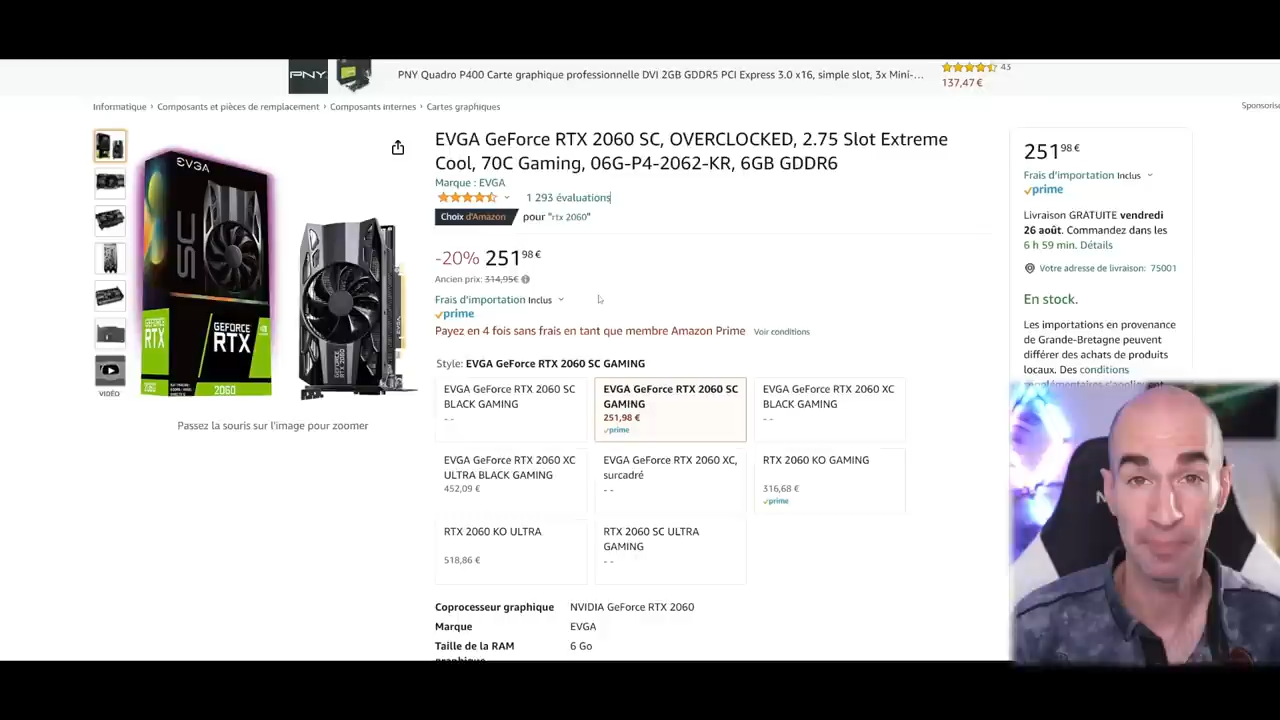 PNY
PNY Quadro P400 Carte graphique professionnelle DVI 2GB GDDR5 PCI Express 3.0 x16, simple slot, 3x Mini-…
43
137,47 €
Informatique › Composants et pièces de remplacement › Composants internes › Cartes graphiques
Sponsorisé
EVGA GeForce RTX 2060 SC, OVERCLOCKED, 2.75 Slot Extreme
Cool, 70C Gaming, 06G-P4-2062-KR, 6GB GDDR6
Marque : EVGA
1 293 évaluations
Choix d'Amazon pour "rtx 2060"
-20% 251,98 €
Ancien prix: 314,95€
Frais d'importation Inclus
prime
Payez en 4 fois sans frais en tant que membre Amazon Prime Voir conditions
Style: EVGA GeForce RTX 2060 SC GAMING
EVGA GeForce RTX 2060 SC
BLACK GAMING
- -
EVGA GeForce RTX 2060 SC
GAMING
251,98 €
prime
EVGA GeForce RTX 2060 XC
BLACK GAMING
- -
EVGA GeForce RTX 2060 XC
ULTRA BLACK GAMING
452,09 €
EVGA GeForce RTX 2060 XC,
surcadré
- -
RTX 2060 KO GAMING
316,68 €
prime
RTX 2060 KO ULTRA
518,86 €
RTX 2060 SC ULTRA
GAMING
- -
Coprocesseur graphique NVIDIA GeForce RTX 2060
Marque EVGA
Taille de la RAM 6 Go
graphique
EVGA
SC
GEFORCE
RTX
GEFORCE
RTX
2060
2060
VIDÉO
Passez la souris sur l'image pour zoomer
251,98 €
Frais d'importation Inclus
prime
Livraison GRATUITE vendredi
26 août. Commandez dans les
6 h 59 min. Détails
Votre adresse de livraison: 75001
En stock.
Les importations en provenance
de Grande-Bretagne peuvent
différer des achats de produits
locaux. Des conditions